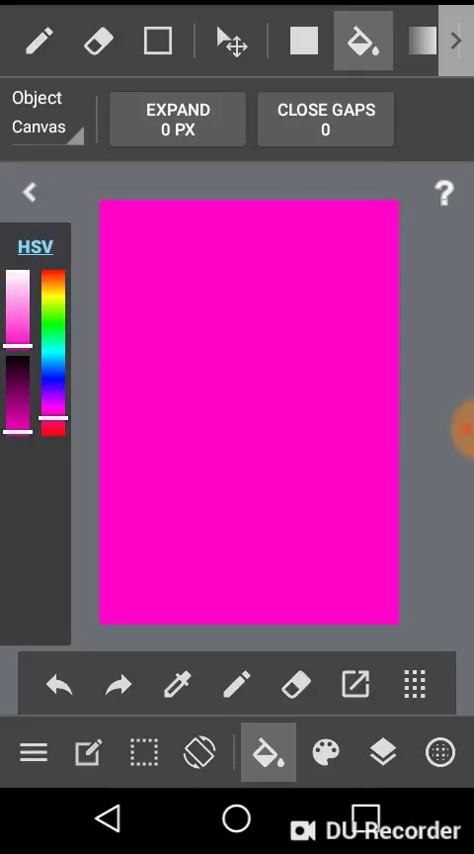 Object
Canvas
EXPAND
0 PX
CLOSE GAPS
0
?
HSV
DU Recorder